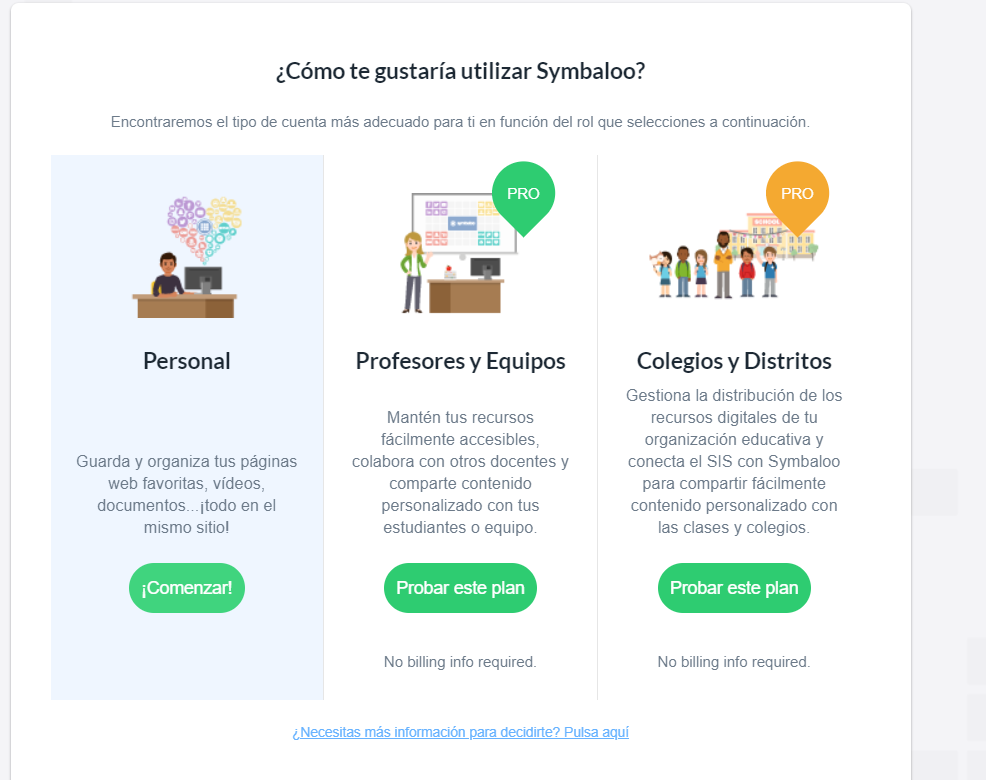 ¿Cómo te gustaría utilizar Symbaloo?
Encontraremos el tipo de cuenta más adecuado para ti en función del rol que selecciones a continuación.
Personal
Guarda y organiza tus páginas
web favoritas, vídeos,
documentos...¡todo en el
mismo sitio!
¡Comenzar!
PRO
symbaloo
Profesores y Equipos
Mantén tus recursos
fácilmente accesibles,
colabora con otros docentes y
comparte contenido
personalizado con tus
estudiantes o equipo.
Probar este plan
No billing info required.
PRO
SCHOOL
Colegios y Distritos
Gestiona la distribución de los
recursos digitales de tu
organización educativa y
conecta el SIS con Symbaloo
para compartir fácilmente
contenido personalizado con
las clases y colegios.
Probar este plan
No billing info required.
¿Necesitas más información para decidirte? Pulsa aquí